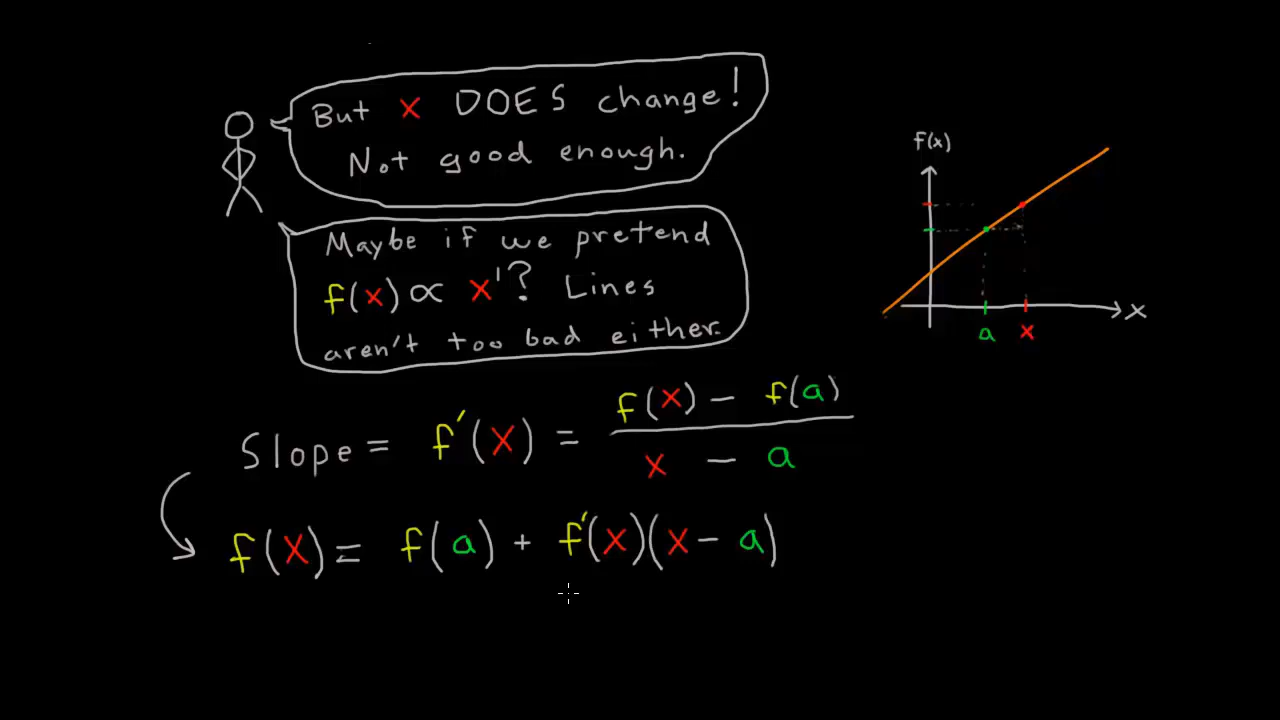 But x DOES change!
Not good enough.
Maybe if we pretend
f(x) ∝ x¹? Lines
aren't too bad either.
f(x)
x
a
x
Slope = f'(x) = f(x) - f(a)
x - a
f(x) = f(a) + f'(x)(x - a)